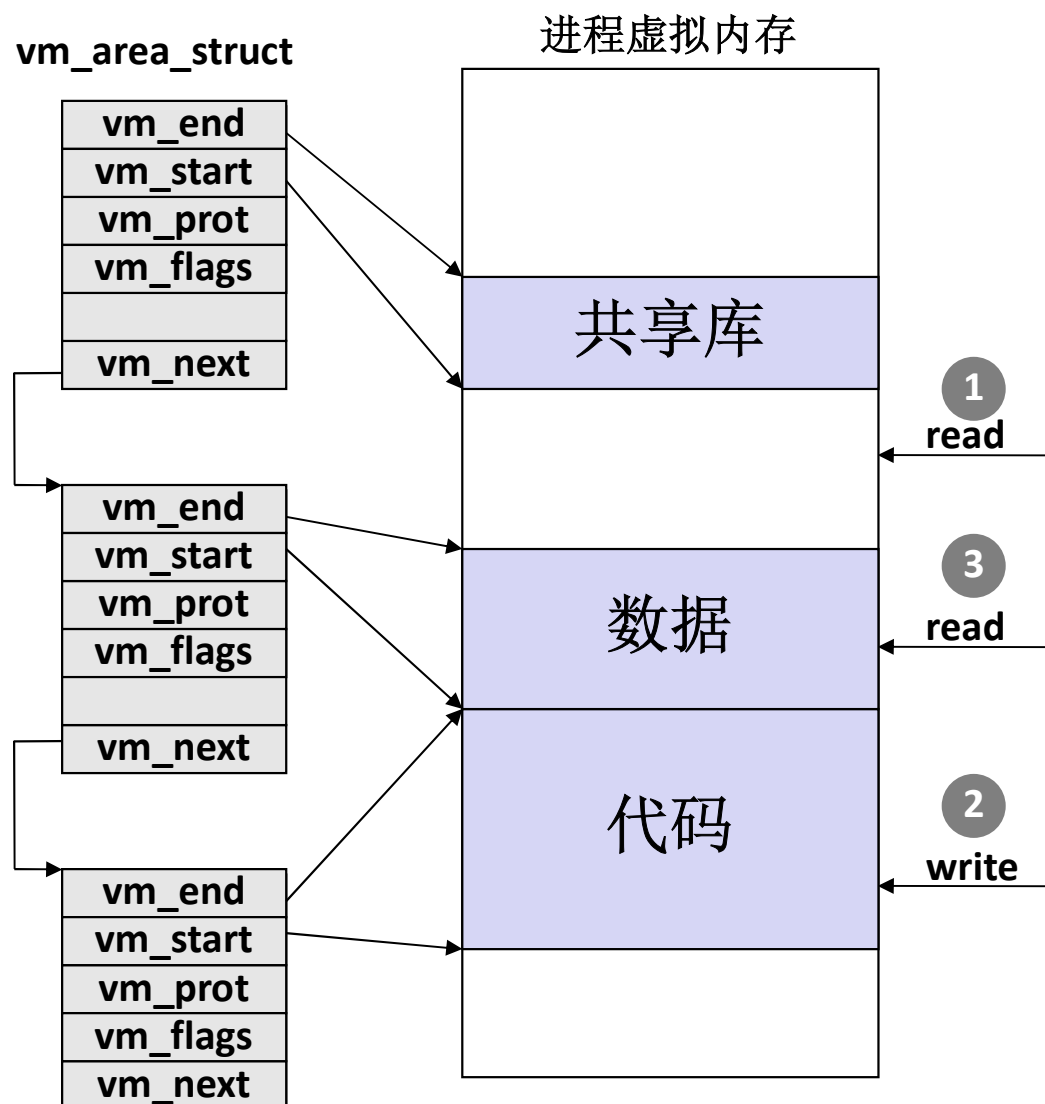 vm_area_struct
进程虚拟内存
vm_end
vm_start
vm_prot
vm_flags
vm_next
vm_end
vm_start
vm_prot
vm_flags
vm_next
vm_end
vm_start
vm_prot
vm_flags
vm_next
共享库
数据
代码
1
read
3
read
2
write